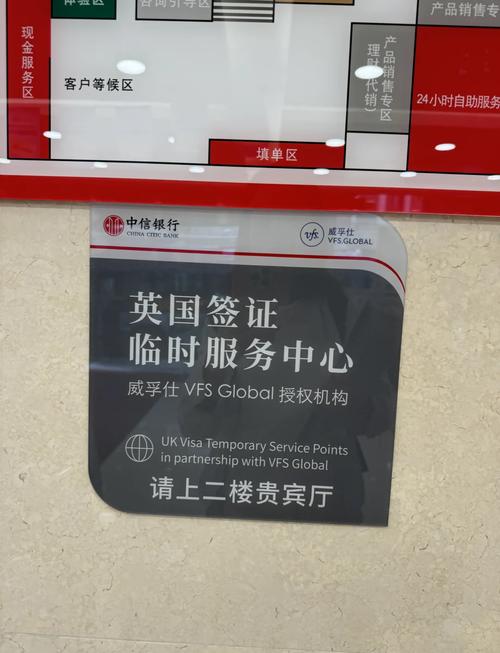 体验区
咨询引导区
产品销售专
现金服务区
客户等候区
产品销售专区
理财(代销)
24小时自助服务
填单区
中信银行
CHINA CITIC BANK
vfs
威孚仕
VFS.GLOBAL
英国签证
临时服务中心
威孚仕 VFS Global 授权机构
UK Visa Temporary Service Points
in partnership with VFS Global
请上二楼贵宾厅